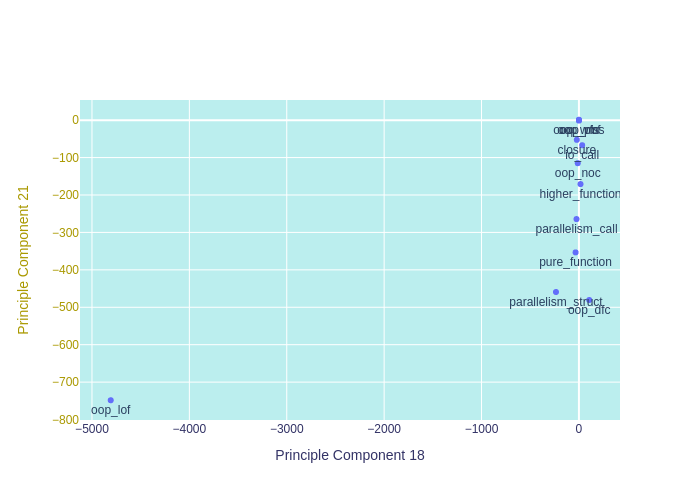 0
−100
−200
−300
−400
−500
−600
−700
−800
closure
io_call
oop_noc
higher_function
parallelism_call
pure_function
parallelism_struct
oop_dfc
oop_lof
−5000
−4000
−3000
−2000
−1000
0
Principle Component 18
Principle Component 21